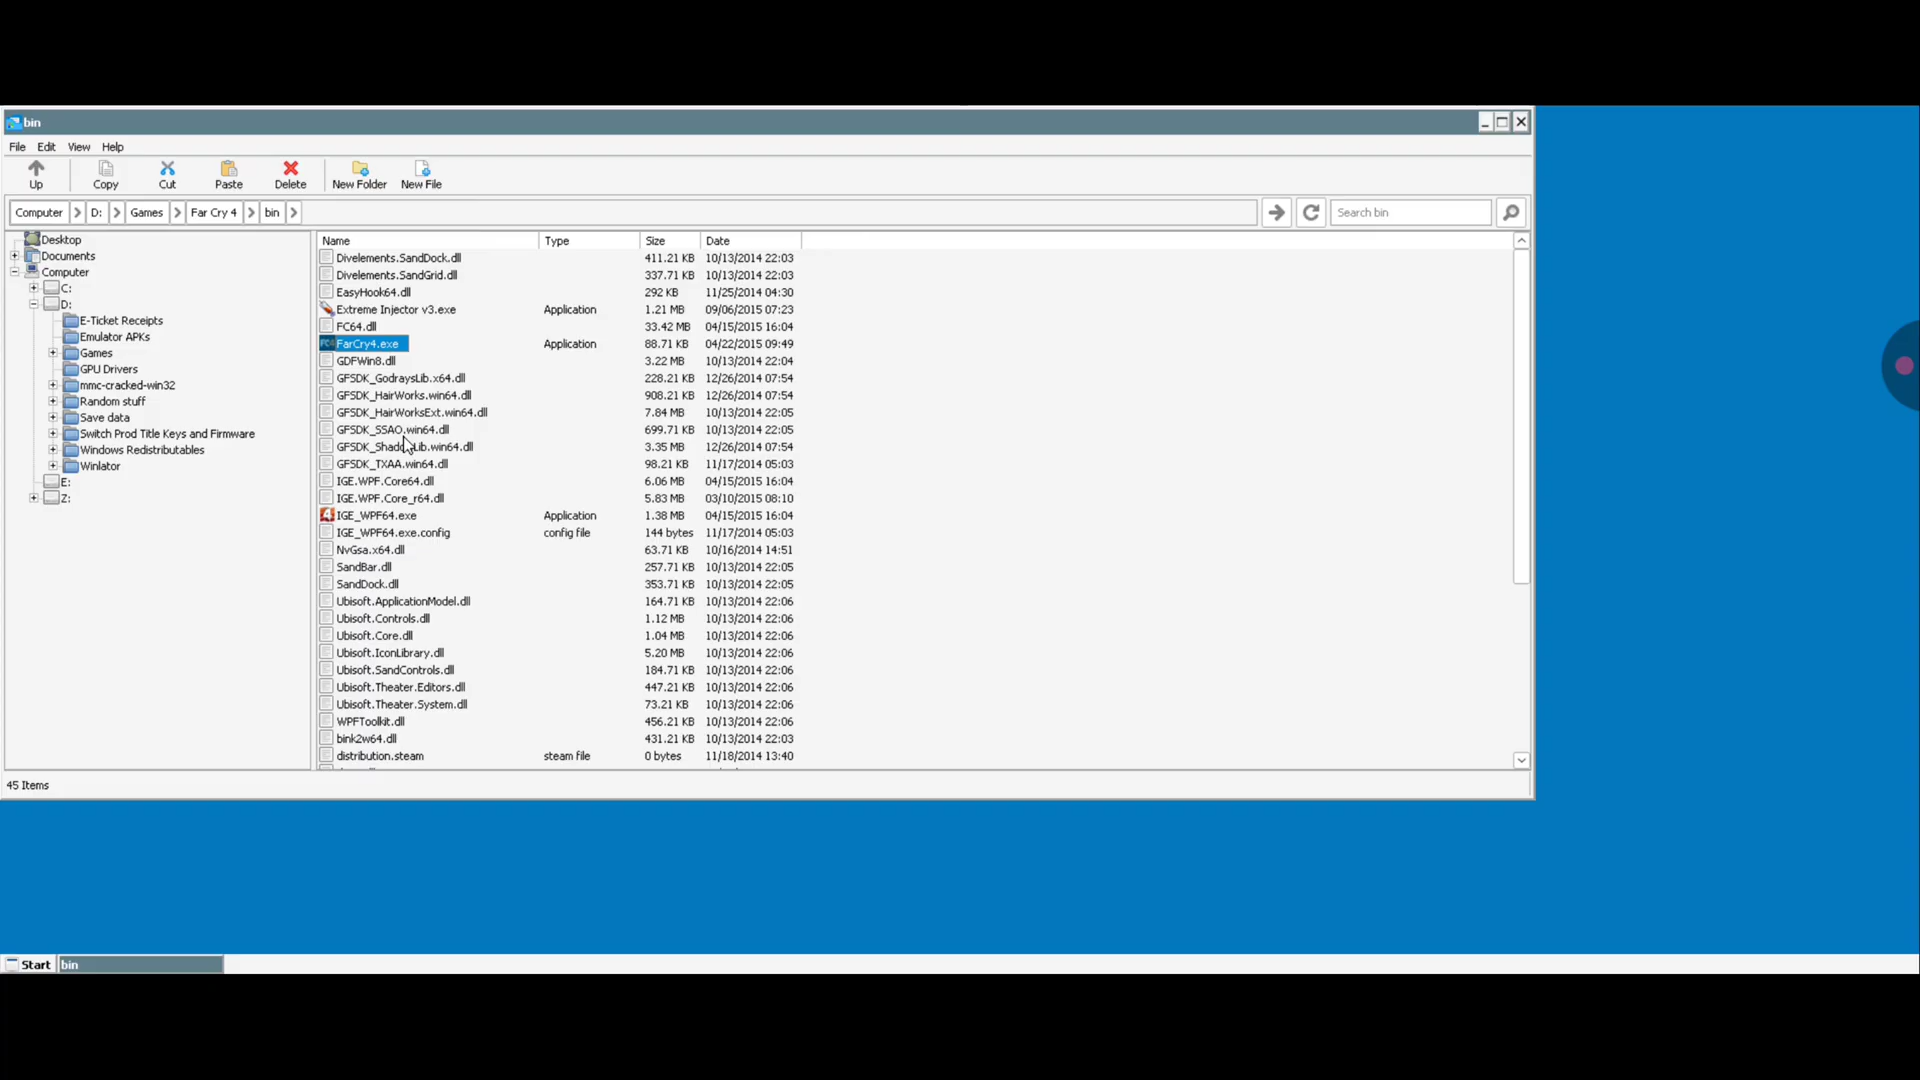 bin
File Edit View Help
Up Copy Cut Paste Delete New Folder New File
Computer D: Games Far Cry 4 bin Search bin
Desktop
Documents
Computer
C:
D:
E-Ticket Receipts
Emulator APKs
Games
GPU Drivers
mmc-cracked-win32
Random stuff
Save data
Switch Prod Title Keys and Firmware
Windows Redistributables
Winlator
E:
Z:
Name Type Size Date
Divelements.SandDock.dll 411.21 KB 10/13/2014 22:03
Divelements.SandGrid.dll 337.71 KB 10/13/2014 22:03
EasyHook64.dll 292 KB 11/25/2014 04:30
Extreme Injector v3.exe Application 1.21 MB 09/06/2015 07:23
FC64.dll 33.42 MB 04/15/2015 16:04
FarCry4.exe Application 88.71 KB 04/22/2015 09:49
GDFWin8.dll 3.22 MB 10/13/2014 22:04
GFSDK_GodraysLib.x64.dll 228.21 KB 12/26/2014 07:54
GFSDK_HairWorks.win64.dll 908.21 KB 12/26/2014 07:54
GFSDK_HairWorksExt.win64.dll 7.84 MB 10/13/2014 22:05
GFSDK_SSAO.win64.dll 699.71 KB 10/13/2014 22:05
GFSDK_ShadowLib.win64.dll 3.35 MB 12/26/2014 07:54
GFSDK_TXAA.win64.dll 98.21 KB 11/17/2014 05:03
IGE.WPF.Core64.dll 6.06 MB 04/15/2015 16:04
IGE.WPF.Core_r64.dll 5.83 MB 03/10/2015 08:10
IGE_WPF64.exe Application 1.38 MB 04/15/2015 16:04
IGE_WPF64.exe.config config file 144 bytes 11/17/2014 05:03
NvGsa.x64.dll 63.71 KB 10/16/2014 14:51
SandBar.dll 257.71 KB 10/13/2014 22:05
SandDock.dll 353.71 KB 10/13/2014 22:05
Ubisoft.ApplicationModel.dll 164.71 KB 10/13/2014 22:06
Ubisoft.Controls.dll 1.12 MB 10/13/2014 22:06
Ubisoft.Core.dll 1.04 MB 10/13/2014 22:06
Ubisoft.IconLibrary.dll 5.20 MB 10/13/2014 22:06
Ubisoft.SandControls.dll 184.71 KB 10/13/2014 22:06
Ubisoft.Theater.Editors.dll 447.21 KB 10/13/2014 22:06
Ubisoft.Theater.System.dll 73.21 KB 10/13/2014 22:06
WPFToolkit.dll 456.21 KB 10/13/2014 22:06
bink2w64.dll 431.21 KB 10/13/2014 22:03
distribution.steam steam file 0 bytes 11/18/2014 13:40
45 Items
Start bin